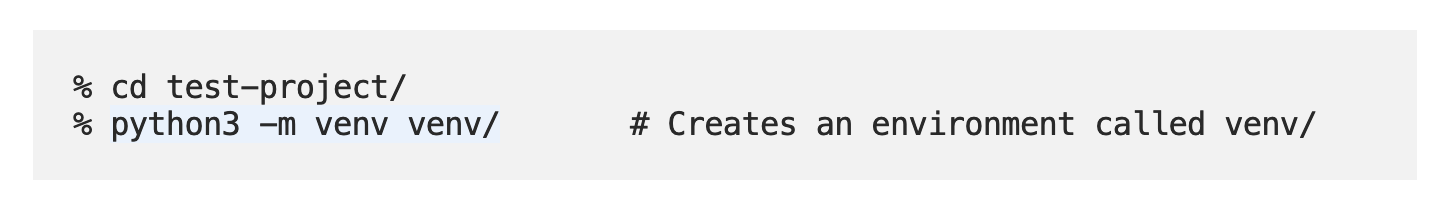 % cd test-project/
% python3 -m venv venv/       # Creates an environment called venv/